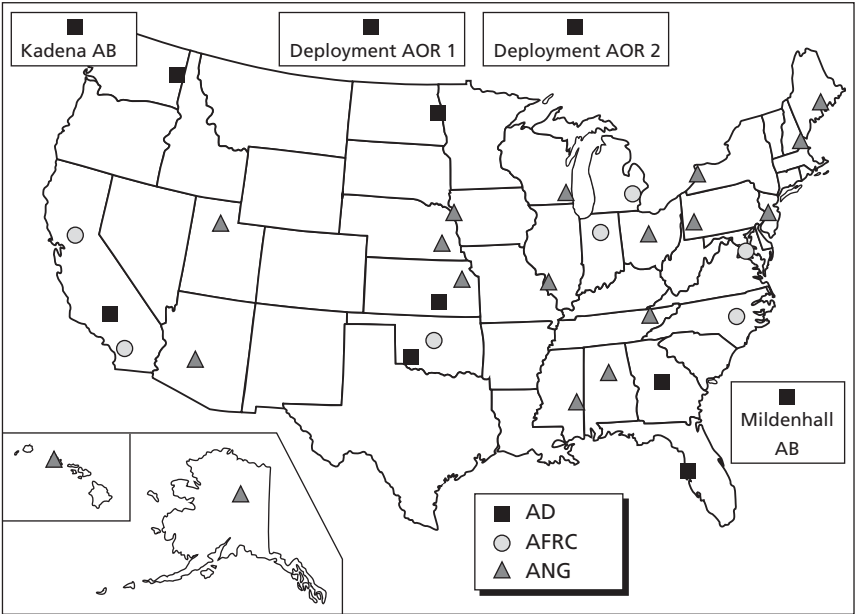 Kadena AB
Deployment AOR 1
Deployment AOR 2
Mildenhall
AB
AD
AFRC
ANG